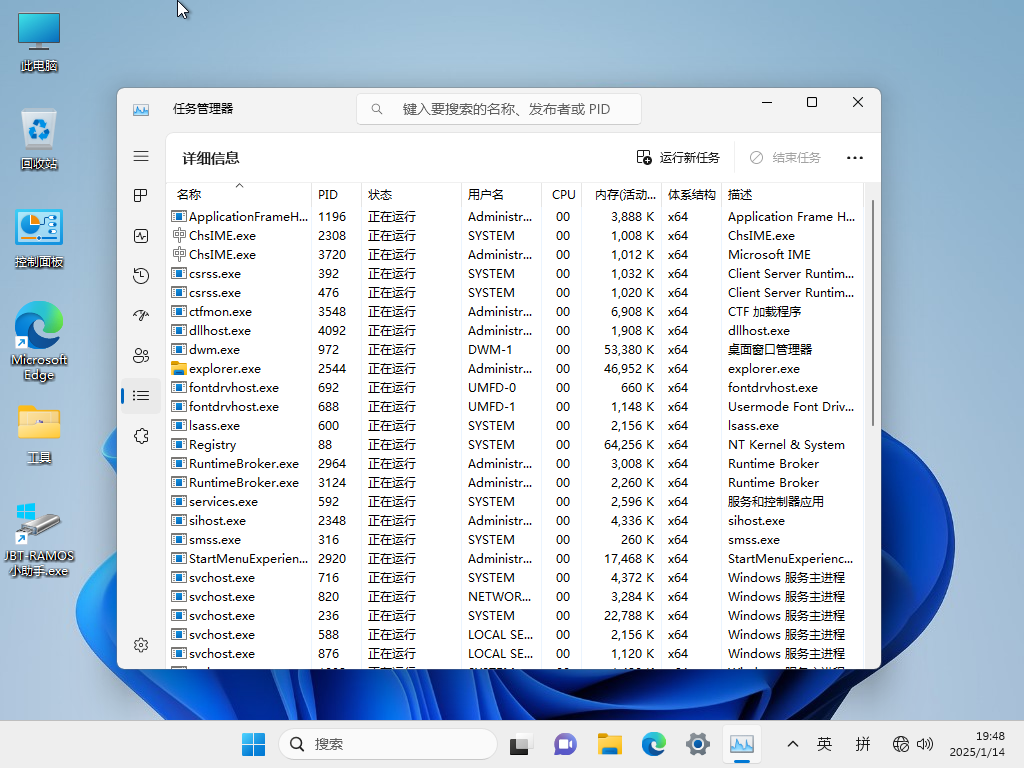 此电脑
回收站
控制面板
Microsoft
Edge
工具
JBT-RAMOS
小助手.exe
任务管理器
键入要搜索的名称、发布者或 PID
详细信息
运行新任务
结束任务
名称 PID 状态 用户名 CPU 内存(活动... 体系结构 描述
ApplicationFrameH... 1196 正在运行 Administr... 00 3,888 K x64 Application Frame H...
ChsIME.exe 2308 正在运行 SYSTEM 00 1,008 K x64 ChsIME.exe
ChsIME.exe 3720 正在运行 Administr... 00 1,012 K x64 Microsoft IME
csrss.exe 392 正在运行 SYSTEM 00 1,032 K x64 Client Server Runtim...
csrss.exe 476 正在运行 SYSTEM 00 1,020 K x64 Client Server Runtim...
ctfmon.exe 3548 正在运行 Administr... 00 6,908 K x64 CTF 加载程序
dllhost.exe 4092 正在运行 Administr... 00 1,908 K x64 dllhost.exe
dwm.exe 972 正在运行 DWM-1 00 53,380 K x64 桌面窗口管理器
explorer.exe 2544 正在运行 Administr... 00 46,952 K x64 explorer.exe
fontdrvhost.exe 692 正在运行 UMFD-0 00 660 K x64 fontdrvhost.exe
fontdrvhost.exe 688 正在运行 UMFD-1 00 1,148 K x64 Usermode Font Driv...
lsass.exe 600 正在运行 SYSTEM 00 2,156 K x64 lsass.exe
Registry 88 正在运行 SYSTEM 00 64,256 K x64 NT Kernel & System
RuntimeBroker.exe 2964 正在运行 Administr... 00 3,008 K x64 Runtime Broker
RuntimeBroker.exe 3124 正在运行 Administr... 00 2,260 K x64 Runtime Broker
services.exe 592 正在运行 SYSTEM 00 2,596 K x64 服务和控制器应用
sihost.exe 2348 正在运行 Administr... 00 4,336 K x64 sihost.exe
smss.exe 316 正在运行 SYSTEM 00 260 K x64 smss.exe
StartMenuExperien... 2920 正在运行 Administr... 00 17,468 K x64 StartMenuExperienc...
svchost.exe 716 正在运行 SYSTEM 00 4,372 K x64 Windows 服务主进程
svchost.exe 820 正在运行 NETWOR... 00 3,284 K x64 Windows 服务主进程
svchost.exe 236 正在运行 SYSTEM 00 22,788 K x64 Windows 服务主进程
svchost.exe 588 正在运行 LOCAL SE... 00 2,156 K x64 Windows 服务主进程
svchost.exe 876 正在运行 LOCAL SE... 00 1,120 K x64 Windows 服务主进程
搜索
英
拼
19:48
2025/1/14